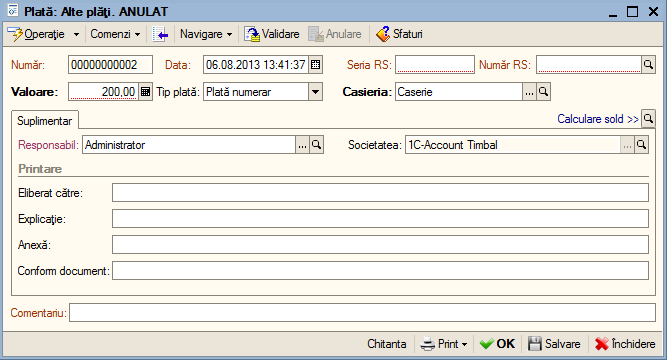 Plată: Alte plăţi. ANULAT
Operaţie Comenzi Navigare Validare Anulare Sfaturi
Număr: 00000000002 Data: 06.08.2013 13:41:37 Seria RS: Număr RS:
Valoare: 200,00 Tip plată: Plată numerar Casieria: Caserie ...
Suplimentar Calculare sold >>
Responsabil: Administrator ... Societatea: 1C-Account Timbal ...
Printare
Eliberat către:
Explicaţie:
Anexă:
Conform document:
Comentariu:
Chitanta Print OK Salvare Închidere